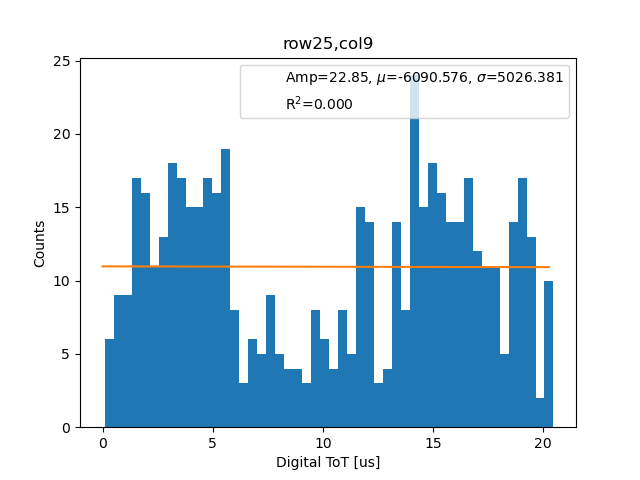 row25,col9
Amp=22.85, μ=-6090.576, σ=5026.381
R²=0.000
25
20
15
10
5
0
Counts
0 5 10 15 20
Digital ToT [us]